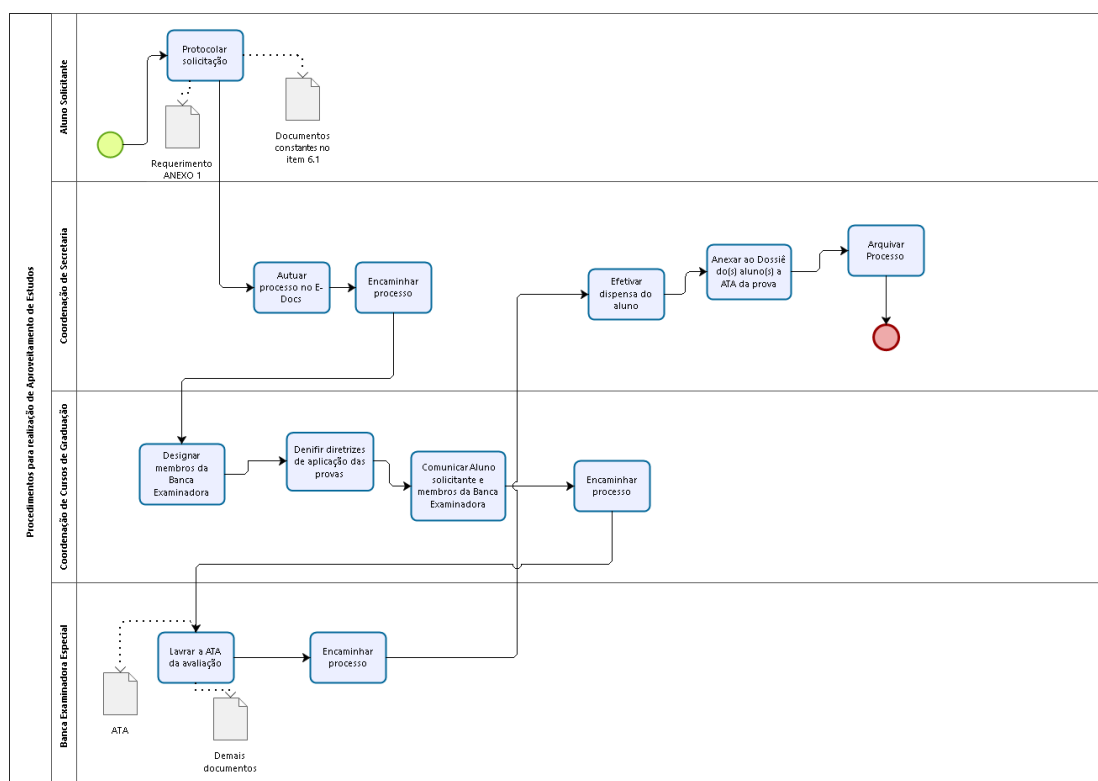 Procedimentos para realização de Aproveitamento de Estudos
Aluno Solicitante
Protocolar
solicitação
Requerimento
ANEXO 1
Documentos
constantes no
item 6.1
Coordenação de Secretaria
Autuar
processo no E-
Docs
Encaminhar
processo
Efetivar
dispensa do
aluno
Anexar ao Dossiê
do(s) aluno(s) a
ATA da prova
Arquivar
Processo
Coordenação de Cursos de Graduação
Designar
membros da
Banca
Examinadora
Denifir diretrizes
de aplicação das
provas
Comunicar Aluno
solicitante e
membros da Banca
Examinadora
Encaminhar
processo
Banca Examinadora Especial
Lavrar a ATA
da avaliação
Encaminhar
processo
ATA
Demais
documentos